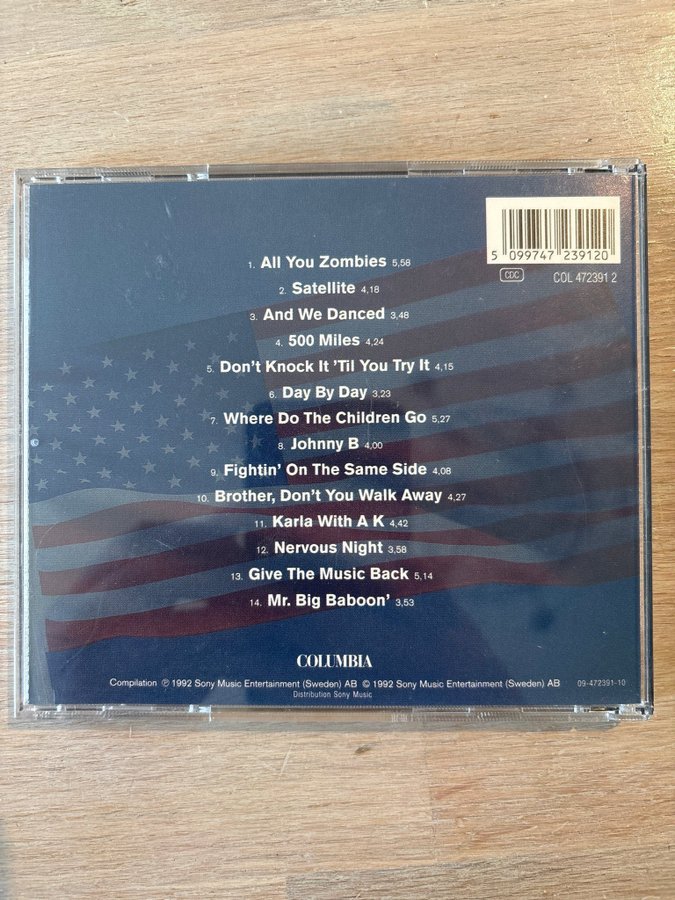 5 099747 239120
CDC
COL 472391 2
1. All You Zombies 5,58
2. Satellite 4,18
3. And We Danced 3,48
4. 500 Miles 4,24
5. Don't Knock It 'Til You Try It 4,15
6. Day By Day 3,23
7. Where Do The Children Go 5,27
8. Johnny B 4,00
9. Fightin' On The Same Side 4,08
10. Brother, Don't You Walk Away 4,27
11. Karla With A K 4,42
12. Nervous Night 3,58
13. Give The Music Back 5,14
14. Mr. Big Baboon' 3,53
COLUMBIA
Compilation ℗ 1992 Sony Music Entertainment (Sweden) AB © 1992 Sony Music Entertainment (Sweden) AB 09-472391-10
Distribution Sony Music